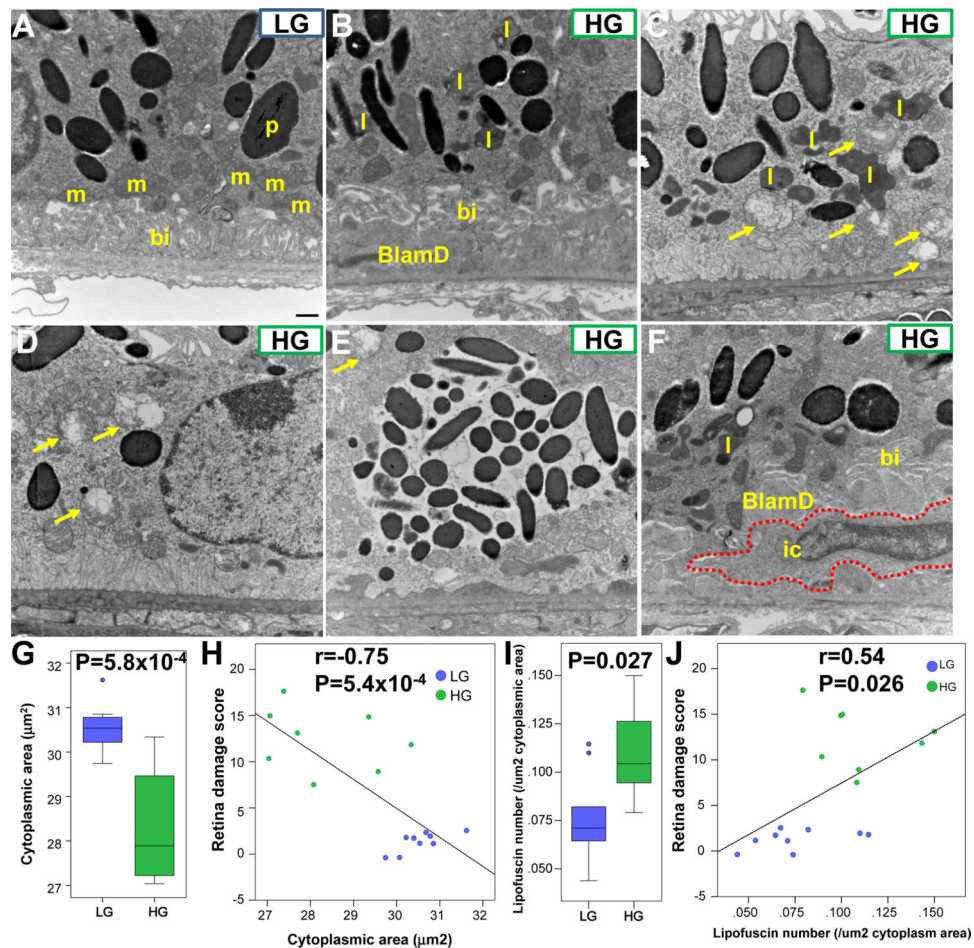 A LG
p
m m m m m
bi
B HG
l
l
l
l
bi
BlamD
C HG
l
l
l
l
D HG
E HG
F HG
l
bi
BlamD
ic
G
P=5.8x10-4
Cytoplasmic area (μm2)
32
31
30
29
28
27
LG HG
H
r=-0.75
P=5.4x10-4
LG
HG
Retina damage score
20
15
10
5
0
-5
27 28 29 30 31 32
Cytoplasmic area (μm2)
I
P=0.027
Lipofuscin number (/um2 cytoplasmic area)
.150
.125
.100
.075
.050
LG HG
J
r=0.54
P=0.026
LG
HG
Retina damage score
20
15
10
5
0
-5
.050 .075 .100 .125 .150
Lipofuscin number (/um2 cytoplasm area)